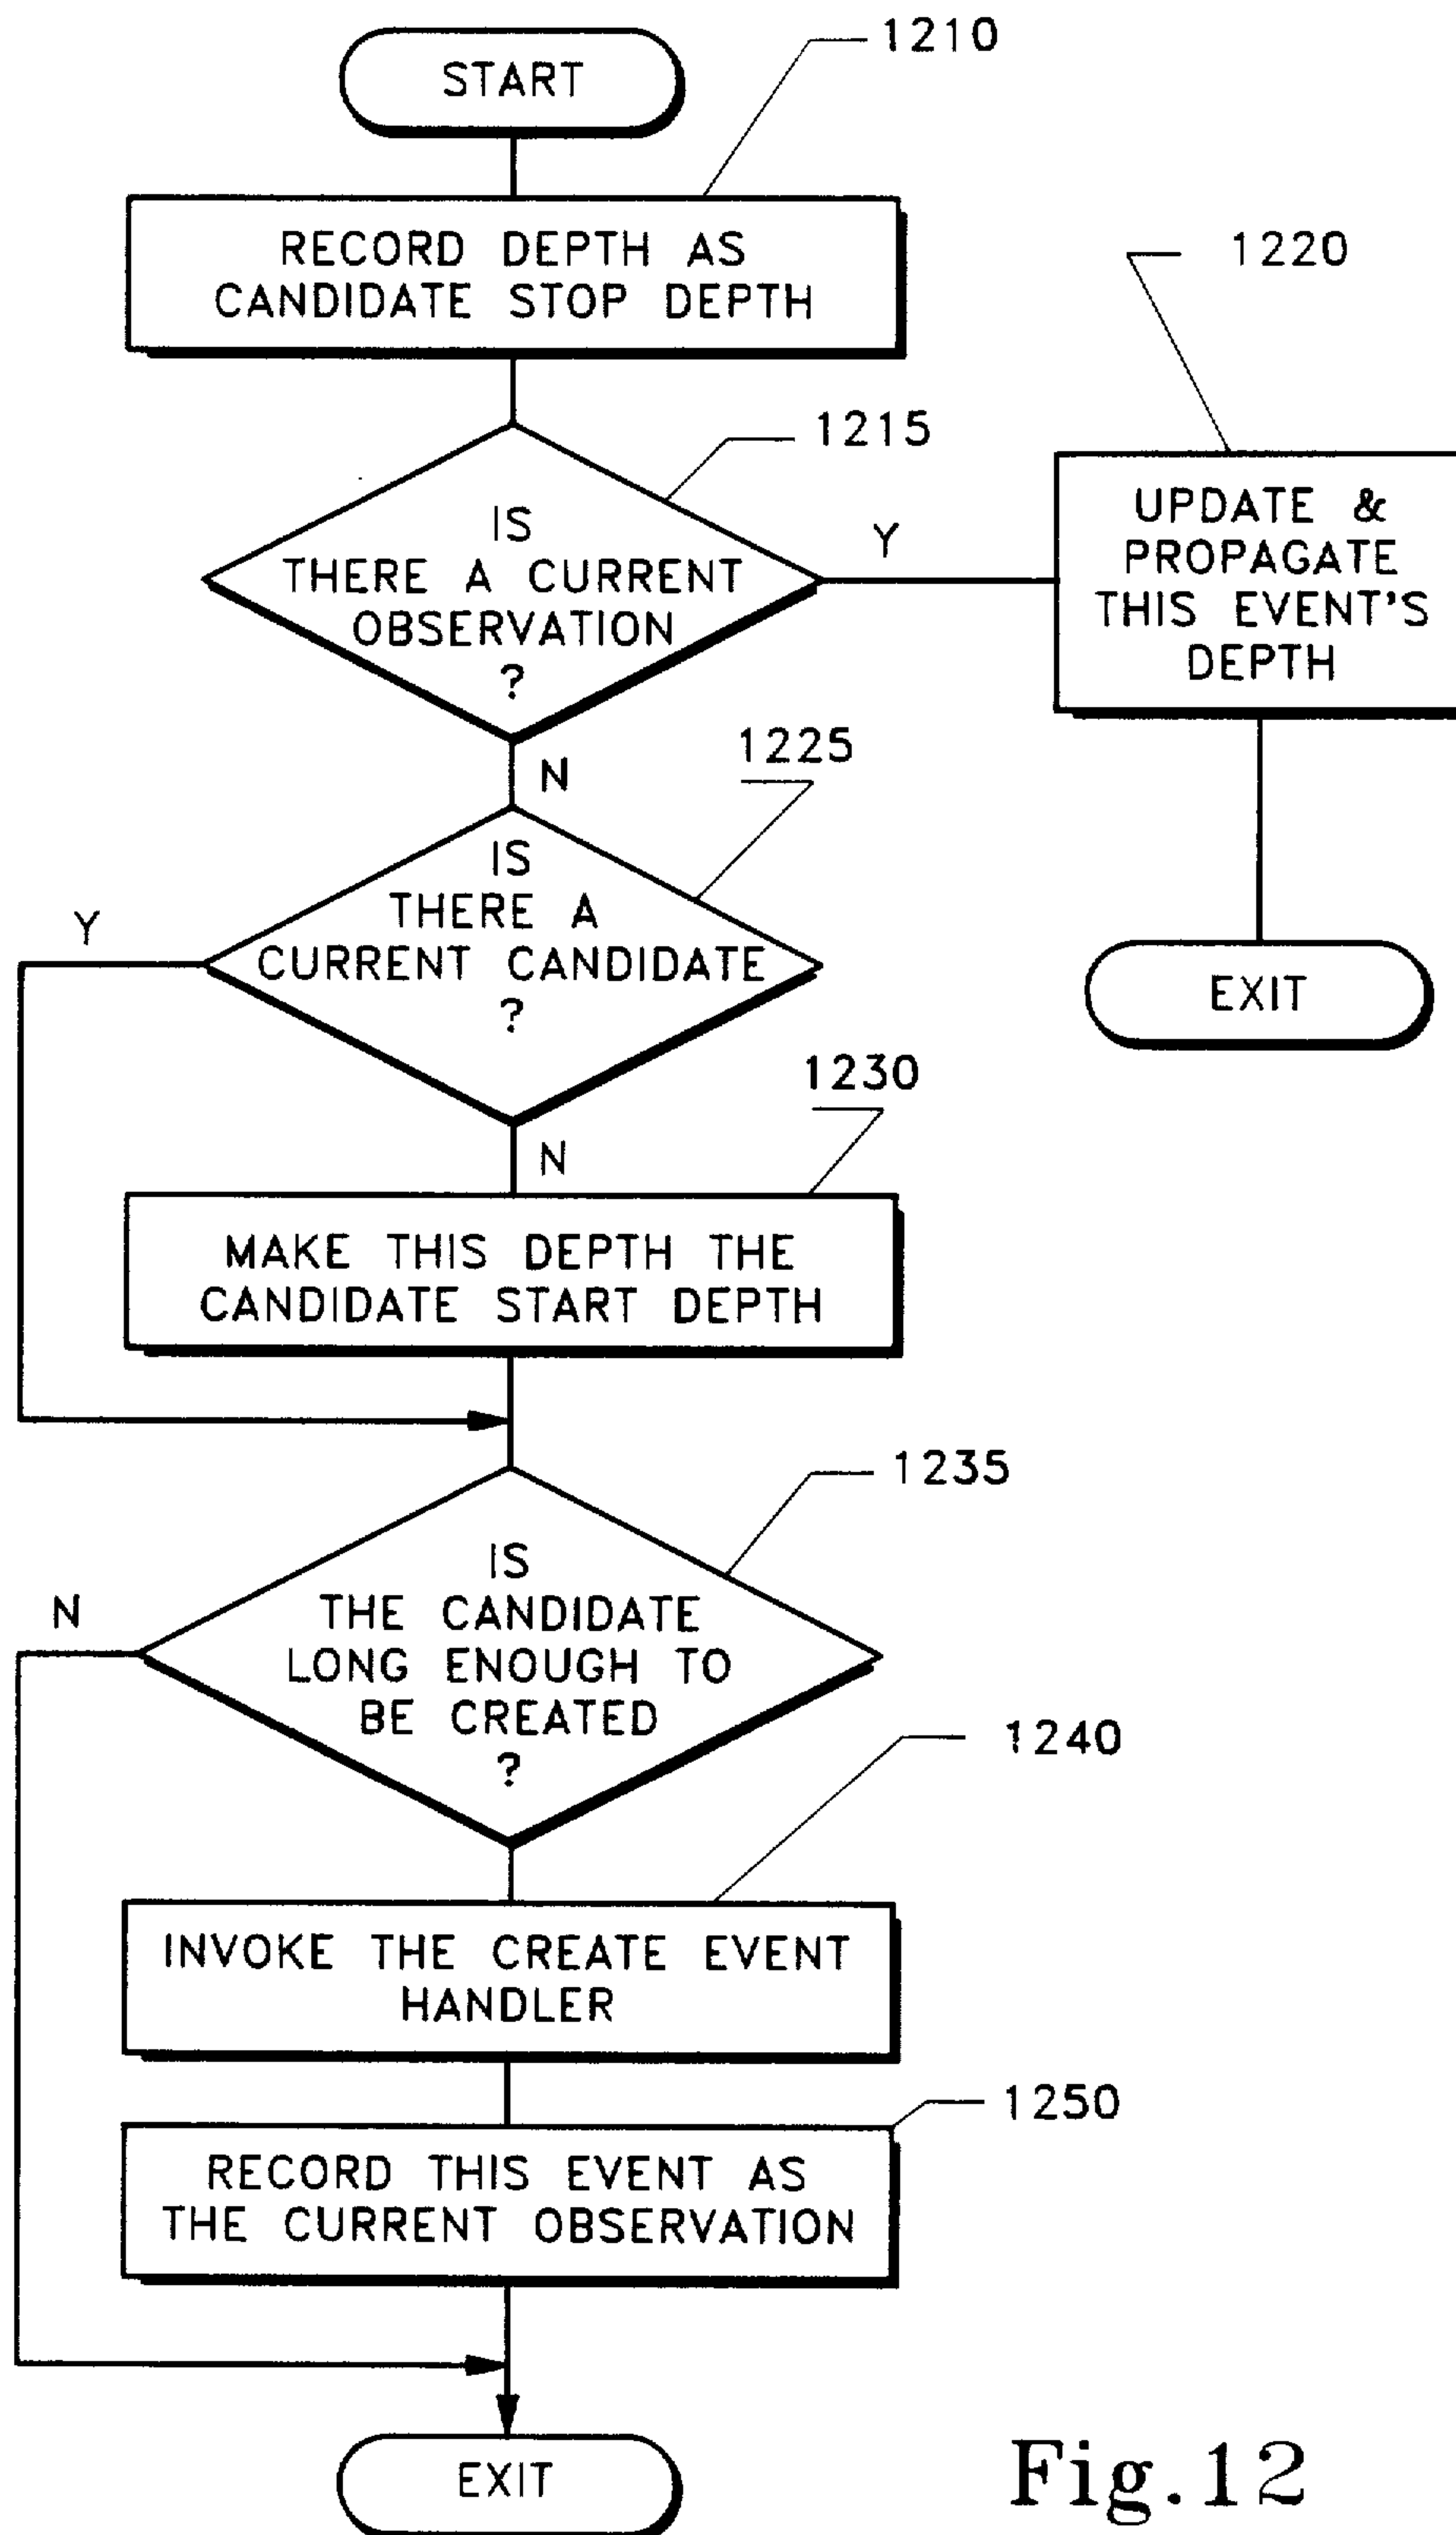 START
1210
RECORD DEPTH AS
CANDIDATE STOP DEPTH
1220
1215
IS
THERE A CURRENT
OBSERVATION
?
Y
UPDATE &
PROPAGATE
THIS EVENT'S
DEPTH
N
EXIT
1225
IS
THERE A
CURRENT CANDIDATE
?
Y
N
1230
MAKE THIS DEPTH THE
CANDIDATE START DEPTH
1235
IS
THE CANDIDATE
LONG ENOUGH TO
BE CREATED
?
N
1240
INVOKE THE CREATE EVENT
HANDLER
1250
RECORD THIS EVENT AS
THE CURRENT OBSERVATION
EXIT
Fig.12